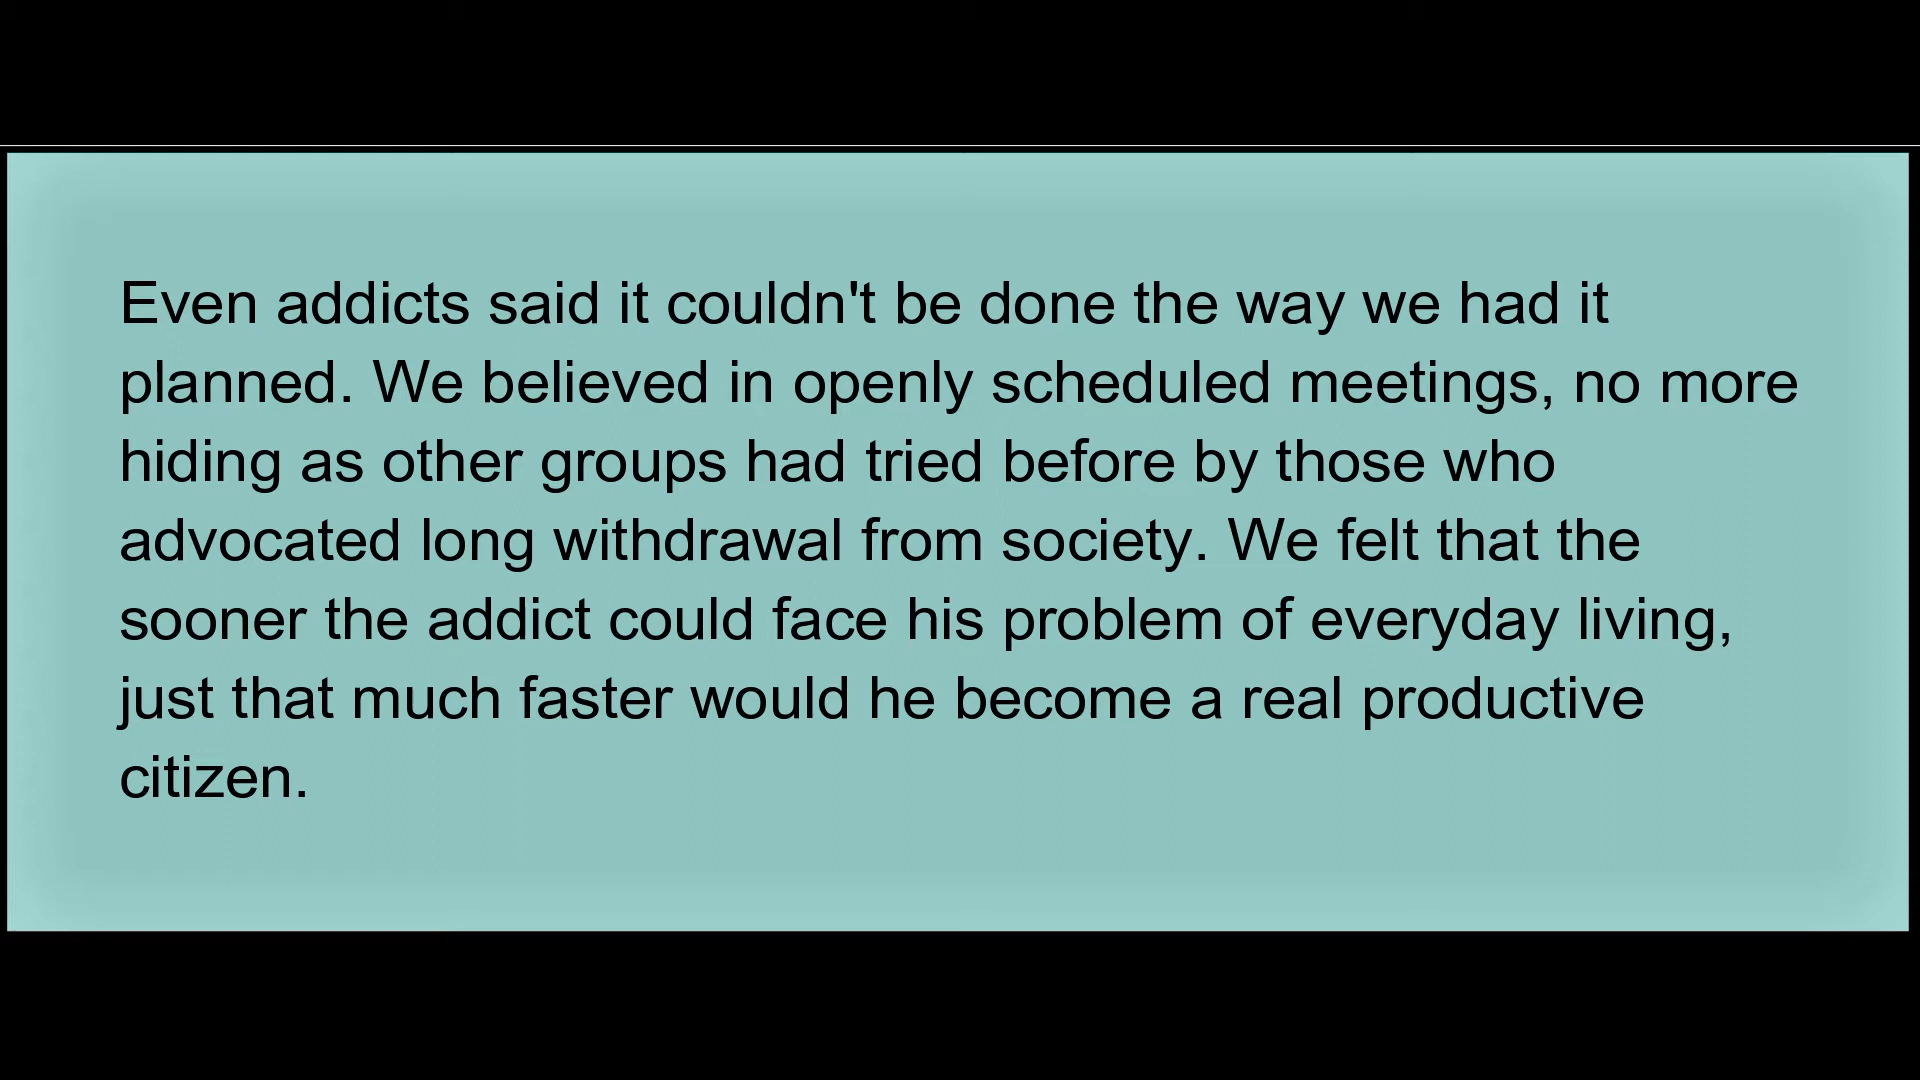 Even addicts said it couldn't be done the way we had it
planned. We believed in openly scheduled meetings, no more
hiding as other groups had tried before by those who
advocated long withdrawal from society. We felt that the
sooner the addict could face his problem of everyday living,
just that much faster would he become a real productive
citizen.